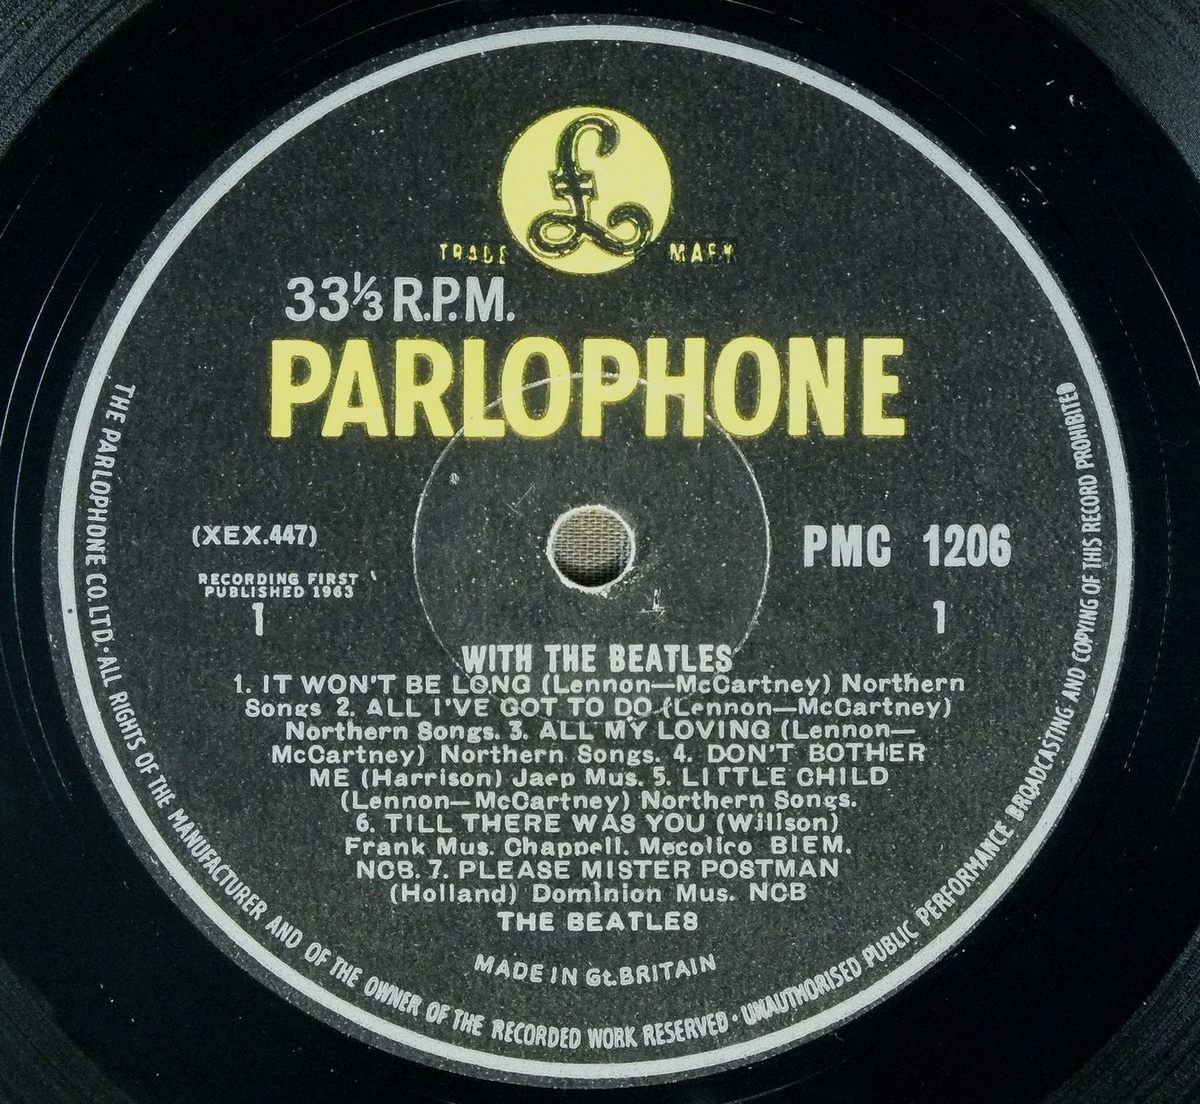 TRADE MARK
33⅓ R.P.M.
PARLOPHONE
(XEX.447)
PMC 1206
RECORDING FIRST
PUBLISHED 1963
1
1
WITH THE BEATLES
1. IT WON'T BE LONG (Lennon—McCartney) Northern
Songs 2. ALL I'VE GOT TO DO (Lennon—McCartney)
Northern Songs. 3. ALL MY LOVING (Lennon—
McCartney) Northern Songs. 4. DON'T BOTHER
ME (Harrison) Jaep Mus. 5. LITTLE CHILD
(Lennon—McCartney) Northern Songs.
6. TILL THERE WAS YOU (Willson)
Frank Mus. Chappell. Mecolico BIEM.
NCB. 7. PLEASE MISTER POSTMAN
(Holland) Dominion Mus. NCB
THE BEATLES
MADE IN Gt. BRITAIN
THE PARLOPHONE CO. LTD. · ALL RIGHTS OF THE MANUFACTURER AND OF THE OWNER OF THE RECORDED WORK RESERVED · UNAUTHORISED PUBLIC PERFORMANCE BROADCASTING AND COPYING OF THIS RECORD PROHIBITED